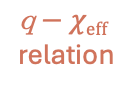 q − χ_eff
relation